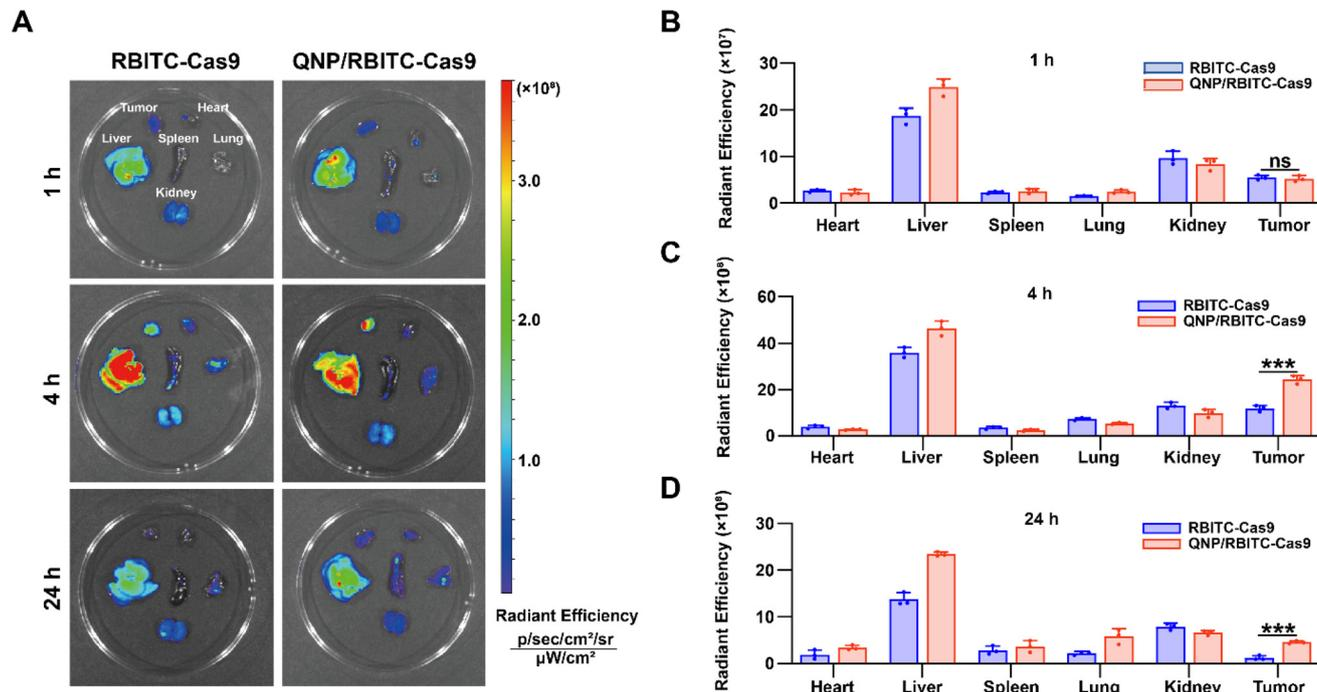 A
RBITC-Cas9 QNP/RBITC-Cas9
1 h
Tumor Heart
Liver Spleen Lung
Kidney
4 h
24 h
(×10⁸)
3.0
2.0
1.0
Radiant Efficiency
p/sec/cm²/sr
µW/cm²
B
1 h
RBITC-Cas9
QNP/RBITC-Cas9
Radiant Efficiency (×10⁷)
30
20
10
0
ns
Heart Liver Spleen Lung Kidney Tumor
C
4 h
RBITC-Cas9
QNP/RBITC-Cas9
Radiant Efficiency (×10⁸)
60
40
20
0
***
Heart Liver Spleen Lung Kidney Tumor
D
24 h
RBITC-Cas9
QNP/RBITC-Cas9
Radiant Efficiency (×10⁸)
30
20
10
0
***
Heart Liver Spleen Lung Kidney Tumor